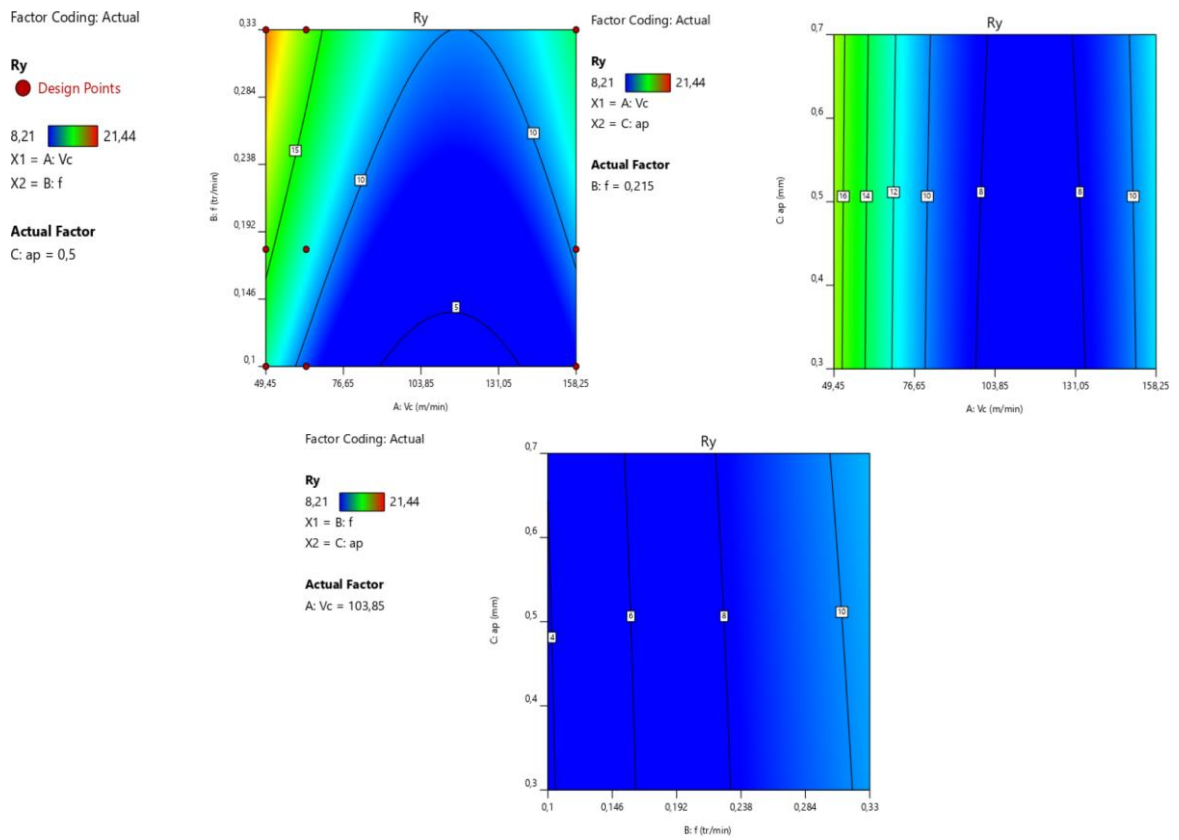 Factor Coding: Actual
Ry
Design Points
8,21 21,44
X1 = A: Vc
X2 = B: f
Actual Factor
C: ap = 0,5
Ry
0,33
0,284
0,238
0,192
0,146
0,1
B: f (tr/min)
15
10
10
5
49,45 76,65 103,85 131,05 158,25
A: Vc (m/min)
Factor Coding: Actual
Ry
8,21 21,44
X1 = A: Vc
X2 = C: ap
Actual Factor
B: f = 0,215
Ry
0,7
0,6
0,5
0,4
0,3
C: ap (mm)
16 14 12 10 8 8 10
49,45 76,65 103,85 131,05 158,25
A: Vc (m/min)
Factor Coding: Actual
Ry
8,21 21,44
X1 = B: f
X2 = C: ap
Actual Factor
A: Vc = 103,85
Ry
0,7
0,6
0,5
0,4
0,3
C: ap (mm)
4 6 8 10
0,1 0,146 0,192 0,238 0,284 0,33
B: f (tr/min)